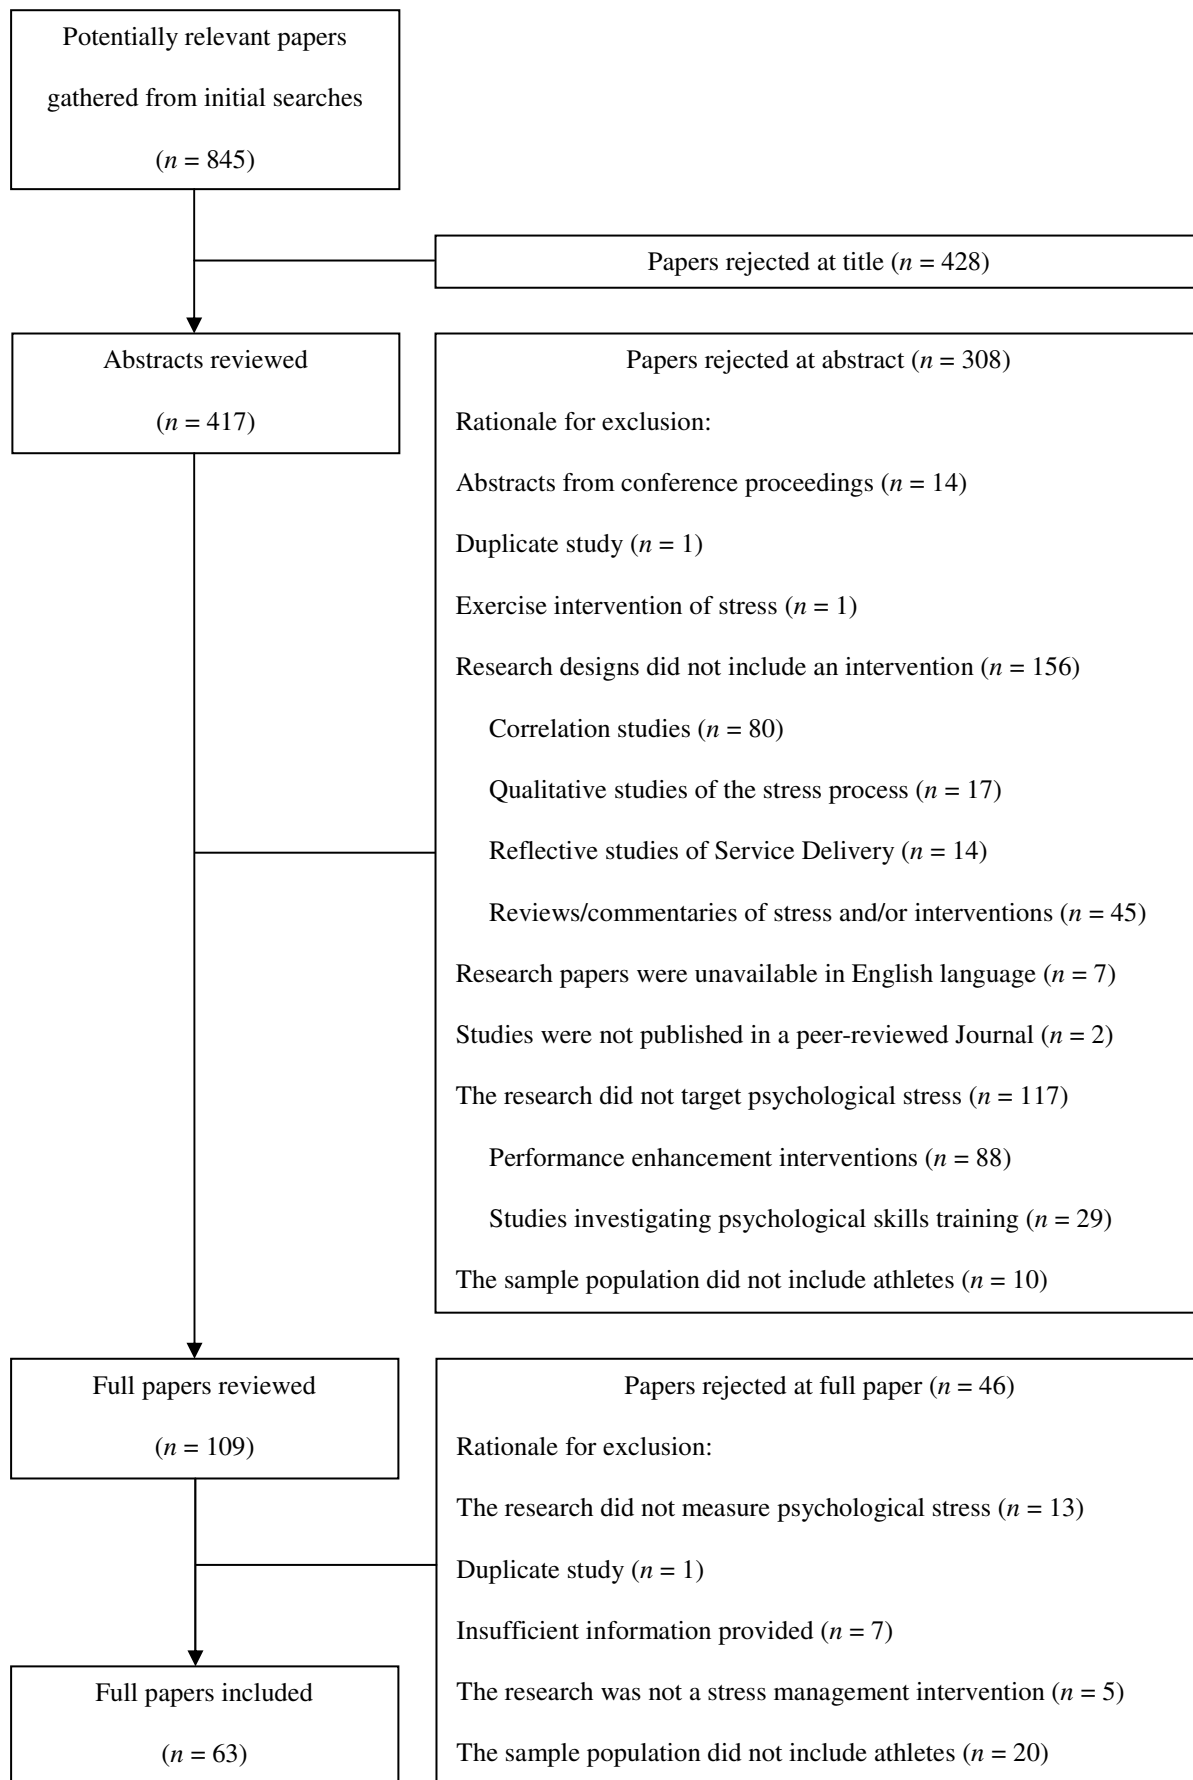 Potentially relevant papers
gathered from initial searches
(n = 845)
Papers rejected at title (n = 428)
Abstracts reviewed
(n = 417)
Papers rejected at abstract (n = 308)
Rationale for exclusion:
Abstracts from conference proceedings (n = 14)
Duplicate study (n = 1)
Exercise intervention of stress (n = 1)
Research designs did not include an intervention (n = 156)
Correlation studies (n = 80)
Qualitative studies of the stress process (n = 17)
Reflective studies of Service Delivery (n = 14)
Reviews/commentaries of stress and/or interventions (n = 45)
Research papers were unavailable in English language (n = 7)
Studies were not published in a peer-reviewed Journal (n = 2)
The research did not target psychological stress (n = 117)
Performance enhancement interventions (n = 88)
Studies investigating psychological skills training (n = 29)
The sample population did not include athletes (n = 10)
Full papers reviewed
(n = 109)
Papers rejected at full paper (n = 46)
Rationale for exclusion:
The research did not measure psychological stress (n = 13)
Duplicate study (n = 1)
Insufficient information provided (n = 7)
The research was not a stress management intervention (n = 5)
The sample population did not include athletes (n = 20)
Full papers included
(n = 63)